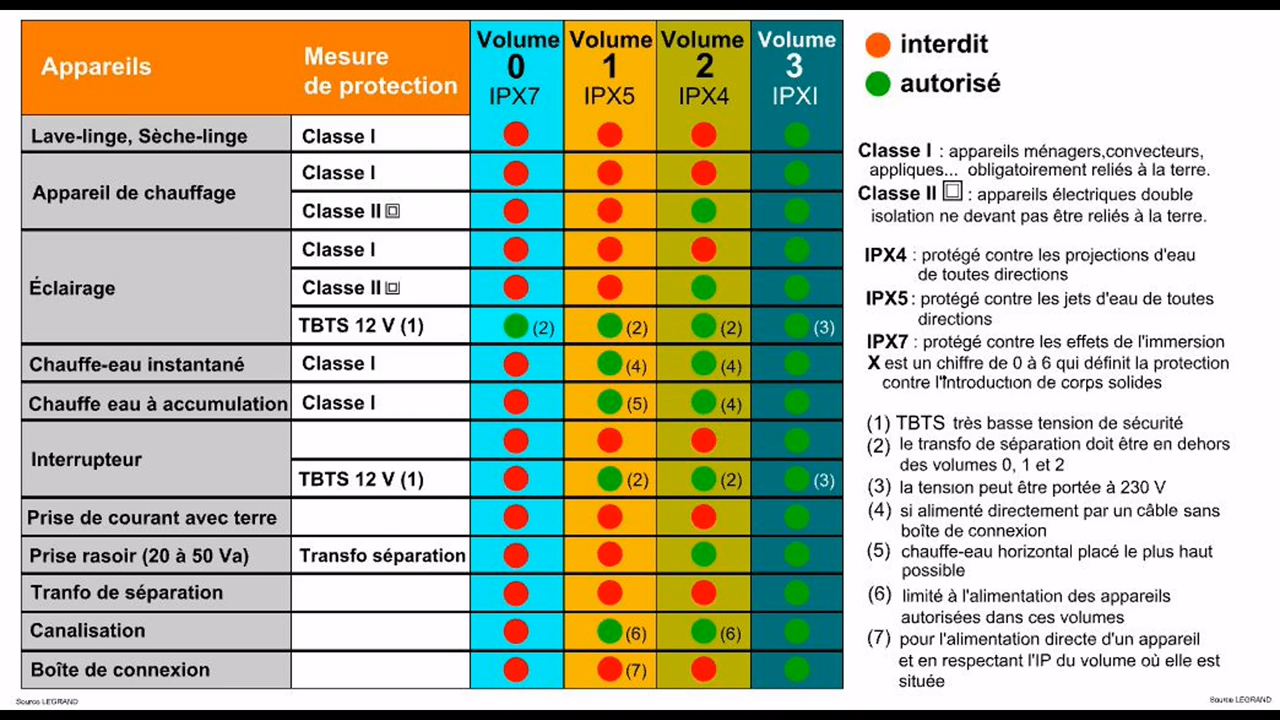 Appareils
Mesure
de protection
Volume
0
IPX7
Volume
1
IPX5
Volume
2
IPX4
Volume
3
IPXI
Lave-linge, Sèche-linge
Classe I
Appareil de chauffage
Classe I
Classe II
Éclairage
Classe I
Classe II
TBTS 12 V (1)
(2)
(2)
(2)
(3)
Chauffe-eau instantané
Classe I
(4)
(4)
Chauffe eau à accumulation
Classe I
(5)
(4)
Interrupteur
TBTS 12 V (1)
(2)
(2)
(3)
Prise de courant avec terre
Prise rasoir (20 à 50 Va)
Transfo séparation
Tranfo de séparation
Canalisation
(6)
(6)
Boîte de connexion
(7)
interdit
autorisé
Classe I : appareils ménagers,convecteurs,
appliques... obligatoirement reliés à la terre.
Classe II : appareils électriques double
isolation ne devant pas être reliés à la terre.
IPX4 : protégé contre les projections d'eau
de toutes directions
IPX5 : protégé contre les jets d'eau de toutes
directions
IPX7 : protégé contre les effets de l'immersion
X est un chiffre de 0 à 6 qui définit la protection
contre l'introduction de corps solides
(1) TBTS très basse tension de sécurité
(2) le transfo de séparation doit être en dehors
des volumes 0, 1 et 2
(3) la tension peut être portée à 230 V
(4) si alimenté directement par un câble sans
boîte de connexion
(5) chauffe-eau horizontal placé le plus haut
possible
(6) limité à l'alimentation des appareils
autorisées dans ces volumes
(7) pour l'alimentation directe d'un appareil
et en respectant l'IP du volume où elle est
située
Source LEGRAND
Source LEGRAND